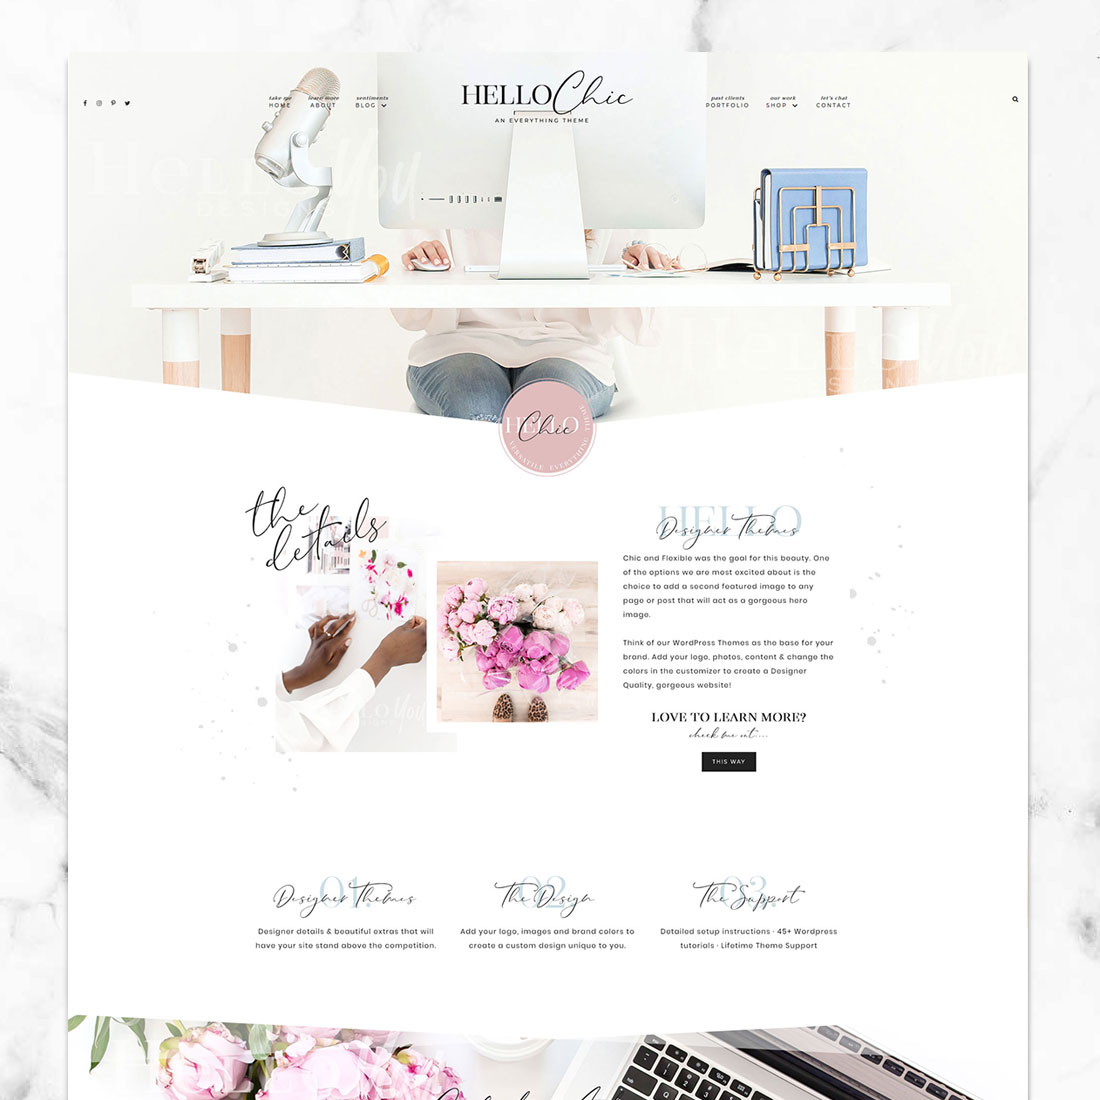 take me
HOME
learn more
ABOUT
sentiments
BLOG
HELLO Chic
AN EVERYTHING THEME
past clients
PORTFOLIO
our work
SHOP
let's chat
CONTACT
HELLO You
DESIGNS
HELLO Chic
VERSATILE EVERYTHING THEME
the
details
HELLO
Designer Themes
Chic and Flexible was the goal for this beauty. One
of the options we are most excited about is the
choice to add a second featured image to any
page or post that will act as a gorgeous hero
image.
Think of our WordPress Themes as the base for your
brand. Add your logo, photos, content & change the
colors in the customizer to create a Designer
Quality, gorgeous website!
LOVE TO LEARN MORE?
check me out....
THIS WAY
01.
Designer Themes
Designer details & beautiful extras that will
have your site stand above the competition.
02.
The Design
Add your logo, images and brand colors to
create a custom design unique to you.
03.
The Support
Detailed setup instructions · 45+ Wordpress
tutorials · Lifetime Theme Support